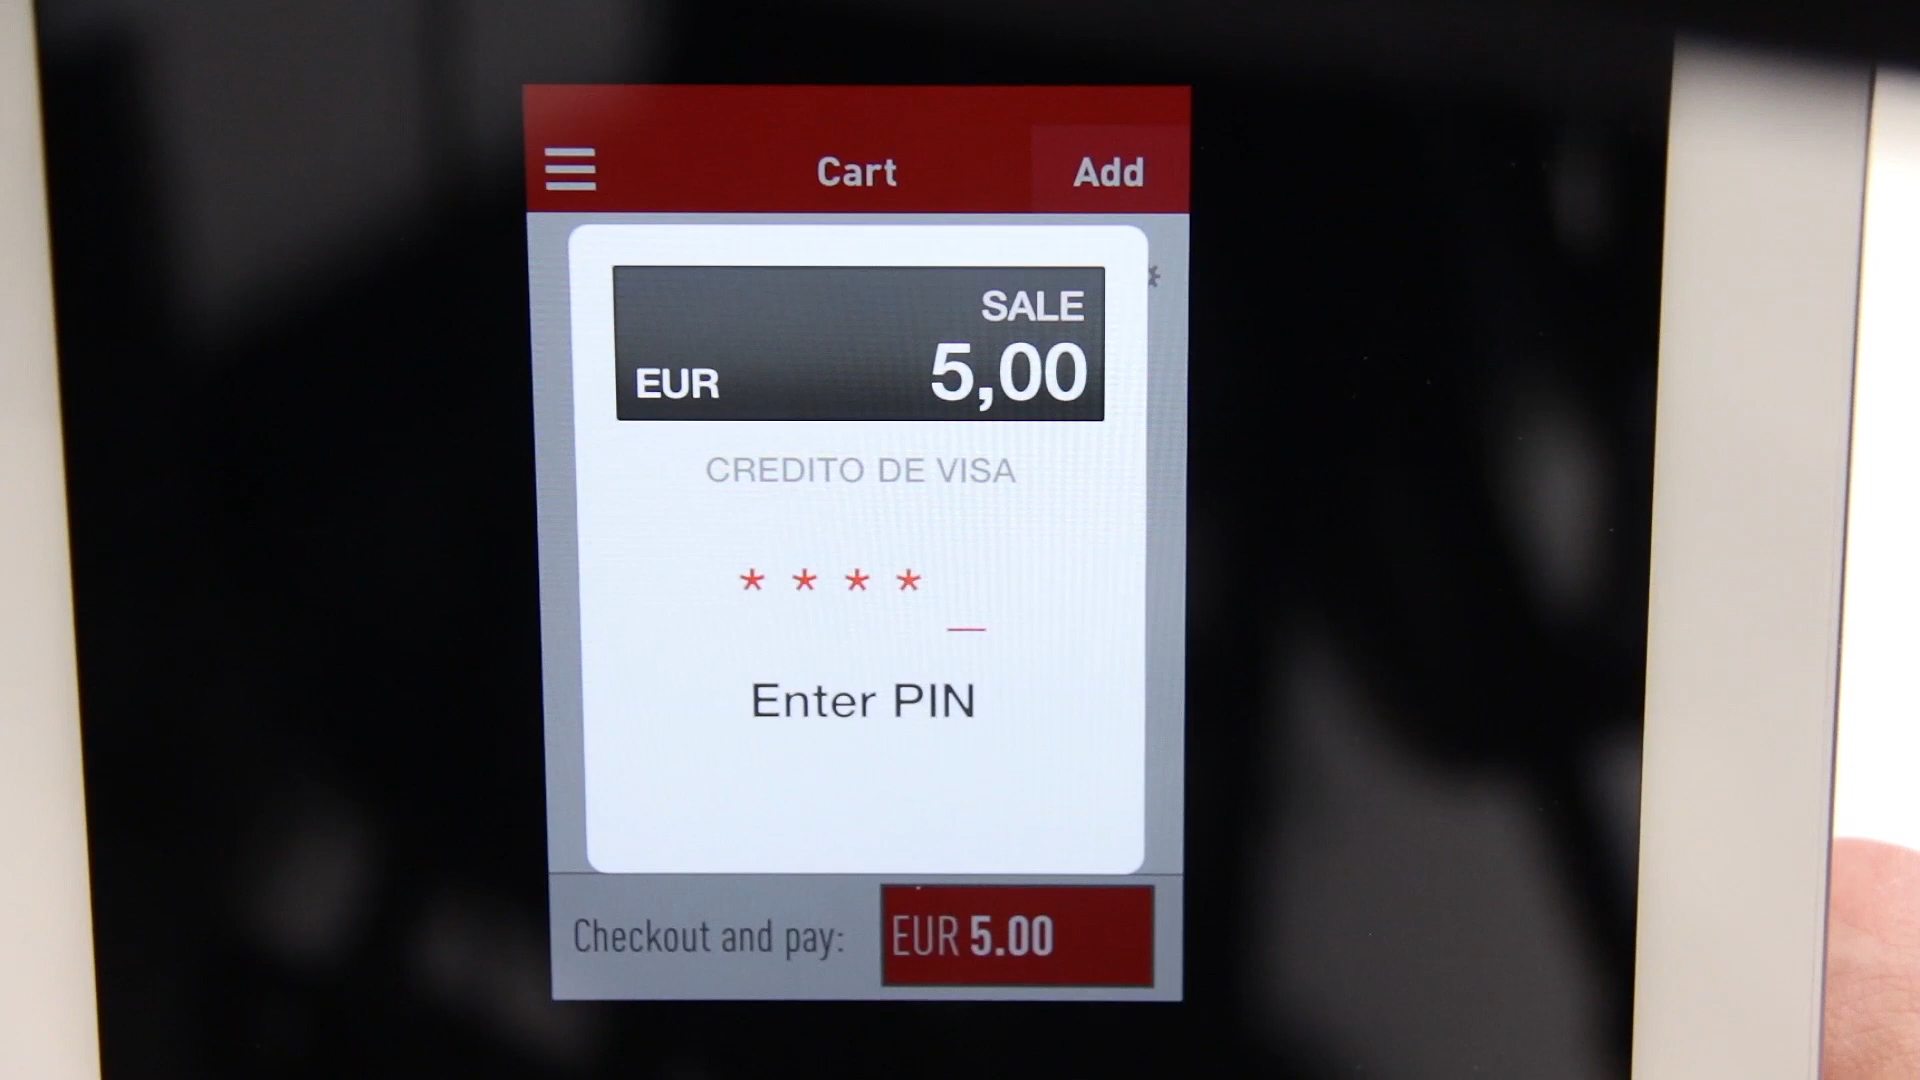 Cart
Add
SALE
EUR 5,00
CREDITO DE VISA
* * * * _
Enter PIN
Checkout and pay: EUR 5.00